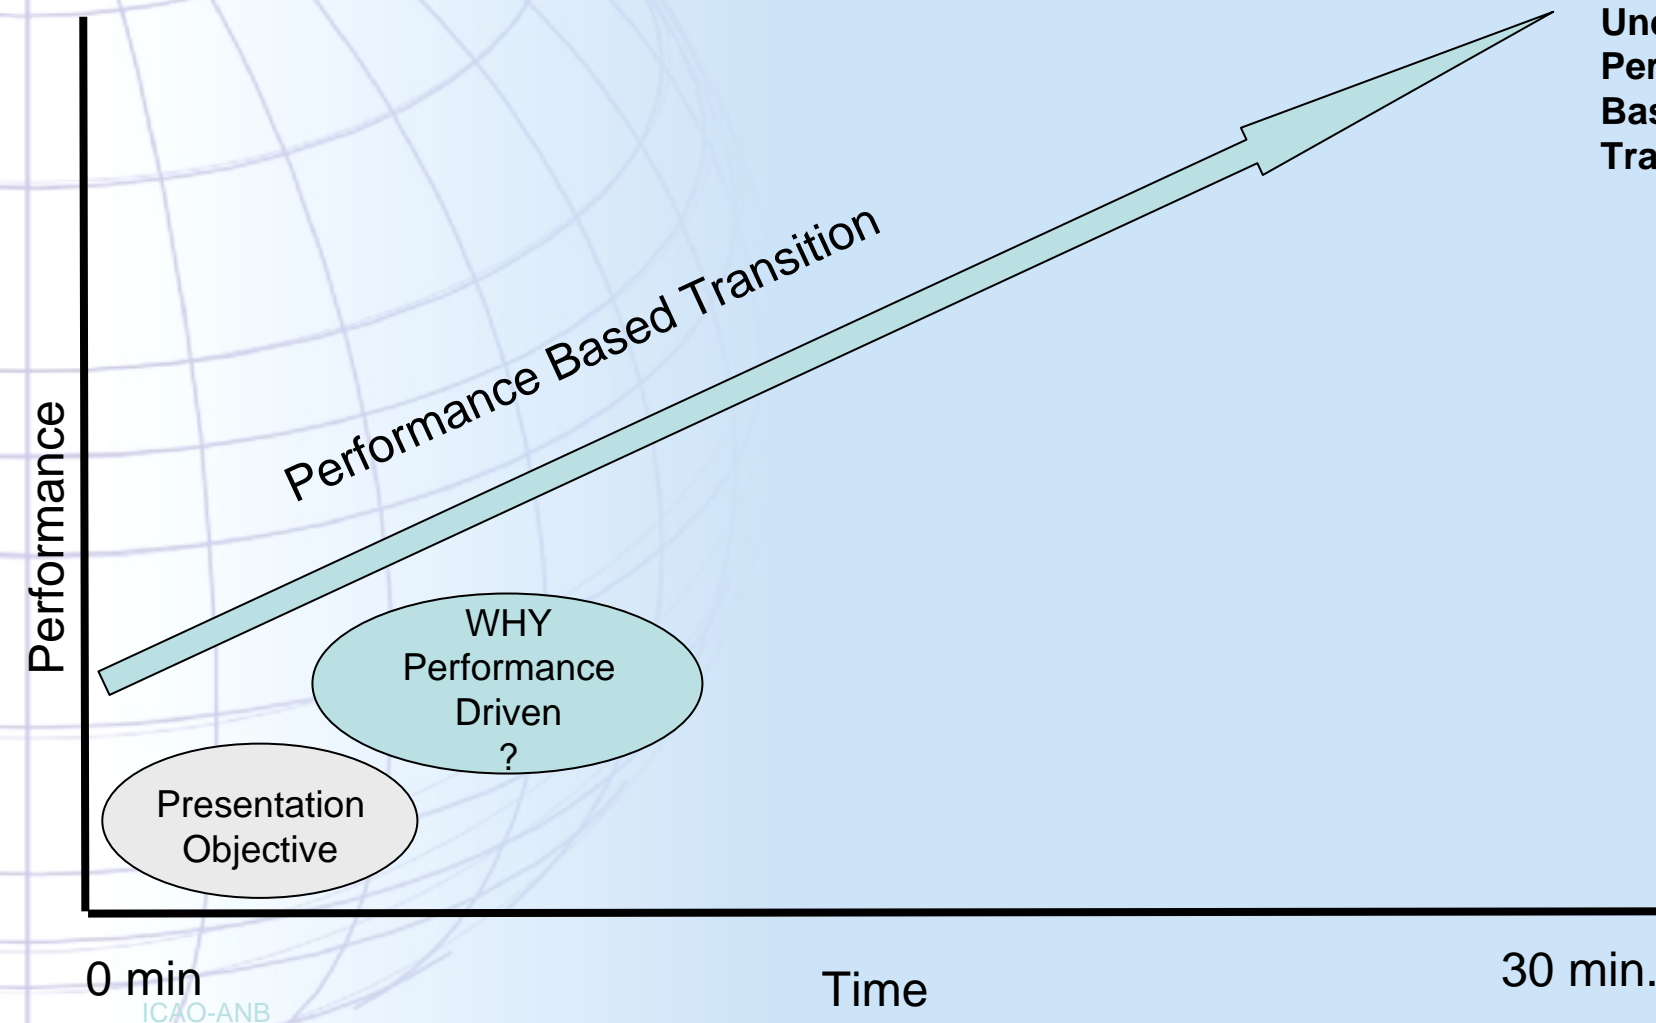 Performance Based Transition
Performance
WHY
Performance
Driven
?
Presentation
Objective
0 min
Time
30 min.
ICAO-ANB